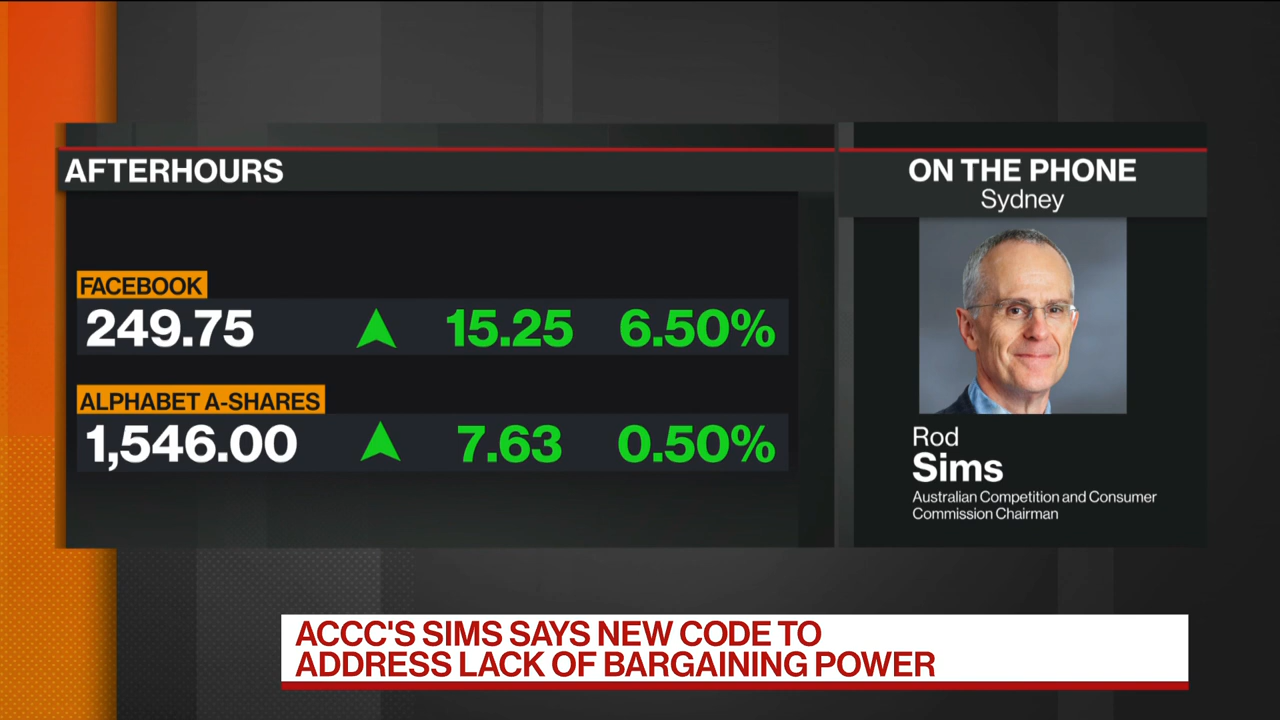 AFTERHOURS
FACEBOOK
249.75 ▲ 15.25 6.50%
ALPHABET A-SHARES
1,546.00 ▲ 7.63 0.50%
ON THE PHONE
Sydney
Rod
Sims
Australian Competition and Consumer
Commission Chairman
ACCC'S SIMS SAYS NEW CODE TO
ADDRESS LACK OF BARGAINING POWER